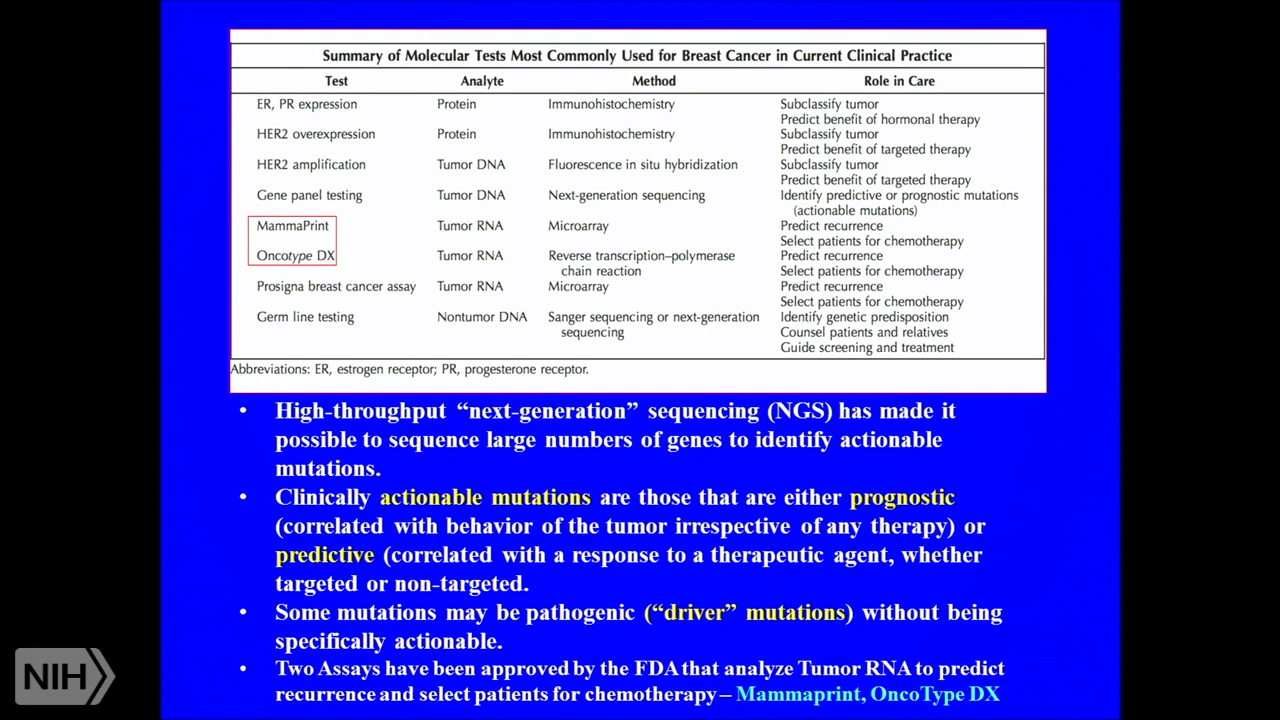 Summary of Molecular Tests Most Commonly Used for Breast Cancer in Current Clinical Practice
Test Analyte Method Role in Care
ER, PR expression Protein Immunohistochemistry Subclassify tumor
Predict benefit of hormonal therapy
HER2 overexpression Protein Immunohistochemistry Subclassify tumor
Predict benefit of targeted therapy
HER2 amplification Tumor DNA Fluorescence in situ hybridization Subclassify tumor
Predict benefit of targeted therapy
Gene panel testing Tumor DNA Next-generation sequencing Identify predictive or prognostic mutations
(actionable mutations)
MammaPrint Tumor RNA Microarray Predict recurrence
Select patients for chemotherapy
Oncotype DX Tumor RNA Reverse transcription–polymerase Predict recurrence
chain reaction Select patients for chemotherapy
Prosigna breast cancer assay Tumor RNA Microarray Predict recurrence
Select patients for chemotherapy
Germ line testing Nontumor DNA Sanger sequencing or next-generation Identify genetic predisposition
sequencing Counsel patients and relatives
Guide screening and treatment
Abbreviations: ER, estrogen receptor; PR, progesterone receptor.
• High-throughput “next-generation” sequencing (NGS) has made it
possible to sequence large numbers of genes to identify actionable
mutations.
• Clinically actionable mutations are those that are either prognostic
(correlated with behavior of the tumor irrespective of any therapy) or
predictive (correlated with a response to a therapeutic agent, whether
targeted or non-targeted.
• Some mutations may be pathogenic (“driver” mutations) without being
specifically actionable.
• Two Assays have been approved by the FDA that analyze Tumor RNA to predict
recurrence and select patients for chemotherapy – Mammaprint, OncoType DX
NIH